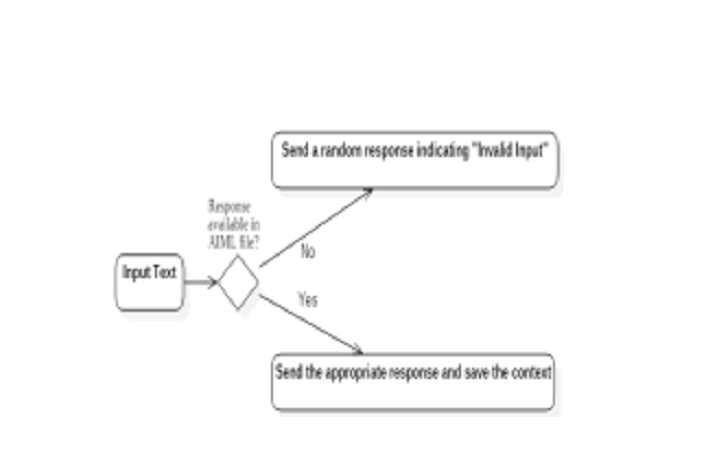 Send a random response indicating "Invalid Input"
Response
available in
AIML file?
No
Input Text
Yes
Send the appropriate response and save the context